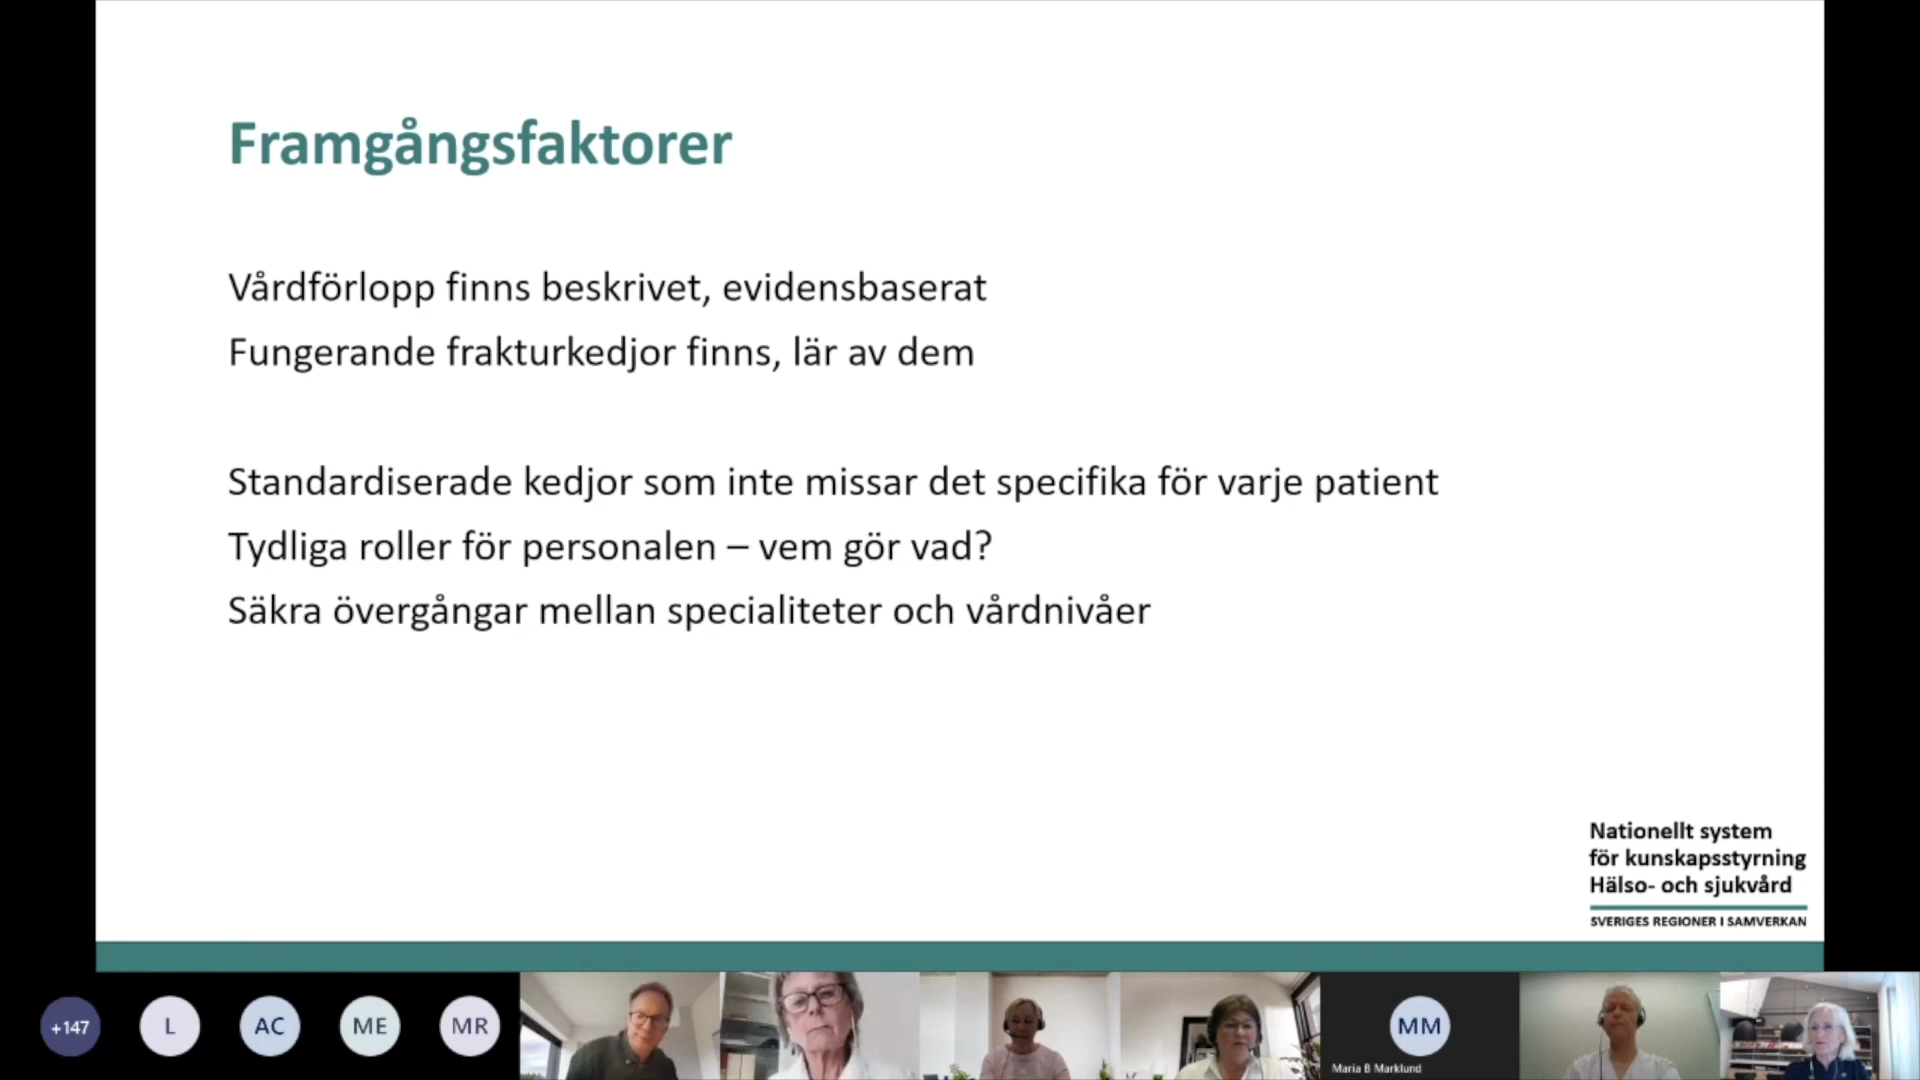 Framgångsfaktorer
Vårdförlopp finns beskrivet, evidensbaserat
Fungerande frakturkedjor finns, lär av dem
Standardiserade kedjor som inte missar det specifika för varje patient
Tydliga roller för personalen – vem gör vad?
Säkra övergångar mellan specialiteter och vårdnivåer
Nationellt system
för kunskapsstyrning
Hälso- och sjukvård
SVERIGES REGIONER I SAMVERKAN
+147
L
AC
ME
MR
MM
Maria B Marklund